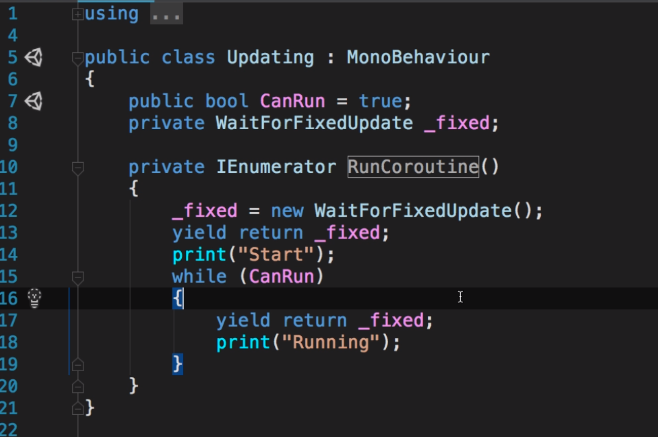 1 using ...
4
5 public class Updating : MonoBehaviour
6 {
7 public bool CanRun = true;
8 private WaitForFixedUpdate _fixed;
9
10 private IEnumerator RunCoroutine()
11 {
12 _fixed = new WaitForFixedUpdate();
13 yield return _fixed;
14 print("Start");
15 while (CanRun)
16 {
17 yield return _fixed;
18 print("Running");
19 }
20 }
21 }
22